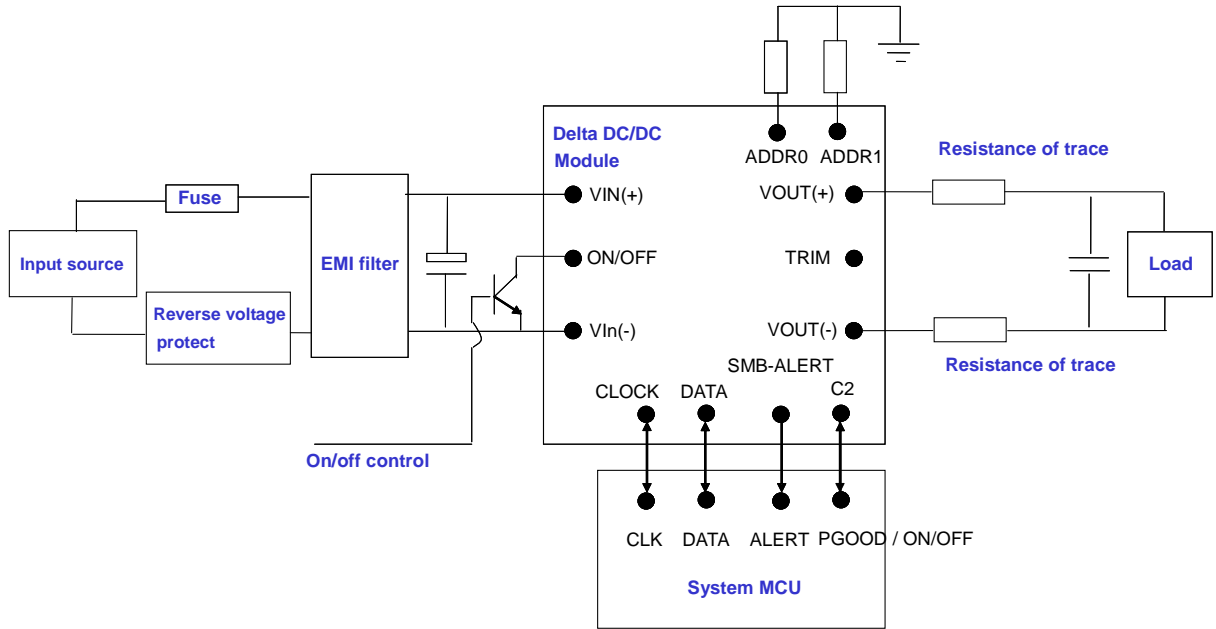 Delta DC/DC
Module
ADDR0
ADDR1
Resistance of trace
Fuse
VIN(+)
VOUT(+)
Input source
EMI filter
ON/OFF
TRIM
Load
Reverse voltage
protect
VIn(-)
VOUT(-)
Resistance of trace
SMB-ALERT
CLOCK
DATA
C2
On/off control
CLK
DATA
ALERT
PGOOD / ON/OFF
System MCU